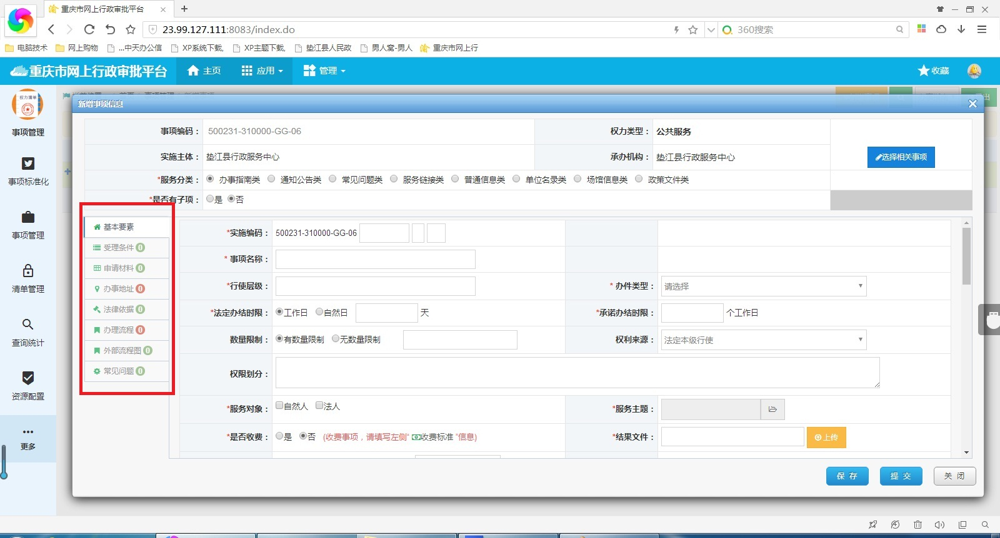 重庆市网上行政审批平台
23.99.127.111:8083/index.do
360搜索
电脑技术 网上购物 ...中天办公信 XP系统下载, XP主题下载, 垫江县人民政 男人窝-男人 重庆市网上行
重庆市网上行政审批平台 主页 应用 管理 收藏
权力清单
事项管理
事项标准化
事项管理
清单管理
查询统计
资源配置
更多
新增事项信息
事项编码： 500231-310000-GG-06 权力类型： 公共服务
实施主体： 垫江县行政服务中心 承办机构： 垫江县行政服务中心 选择相关事项
*服务分类： 办事指南类 通知公告类 常见问题类 服务链接类 普通信息类 单位名录类 场馆信息类 政策文件类
*是否有子项： 是 否
基本要素
受理条件 0
申请材料 0
办事地址 0
法律依据 0
办理流程 0
外部流程图 0
常见问题 0
*实施编码： 500231-310000-GG-06
* 事项名称：
*行使层级： * 办件类型： 请选择
*法定办结时限： 工作日 自然日 天 *承诺办结时限： 个工作日
数量限制： 有数量限制 无数量限制 权利来源： 法定本级行使
权限划分：
*服务对象： 自然人 法人 *服务主题：
*是否收费： 是 否 (收费事项，请填写左侧“ 收费标准 ”信息) *结果文件： 上传
保 存 提 交 关 闭